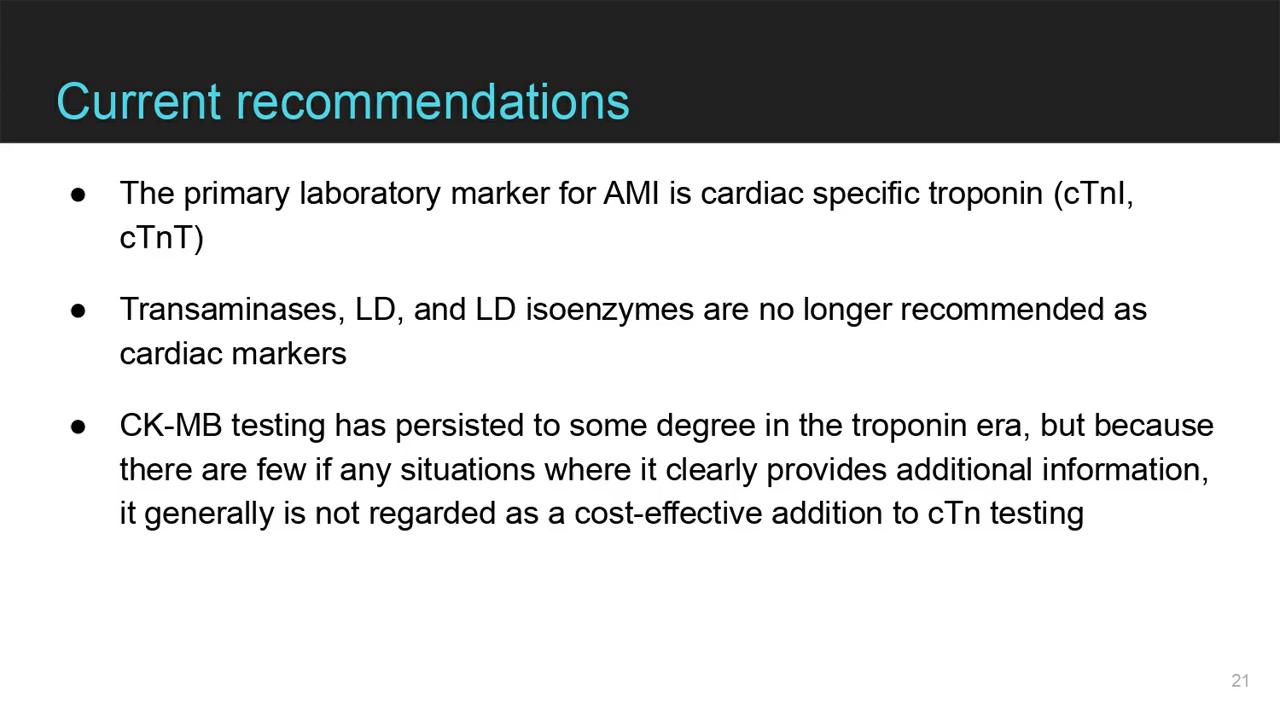 Current recommendations
● The primary laboratory marker for AMI is cardiac specific troponin (cTnI,
cTnT)
● Transaminases, LD, and LD isoenzymes are no longer recommended as
cardiac markers
● CK-MB testing has persisted to some degree in the troponin era, but because
there are few if any situations where it clearly provides additional information,
it generally is not regarded as a cost-effective addition to cTn testing
21